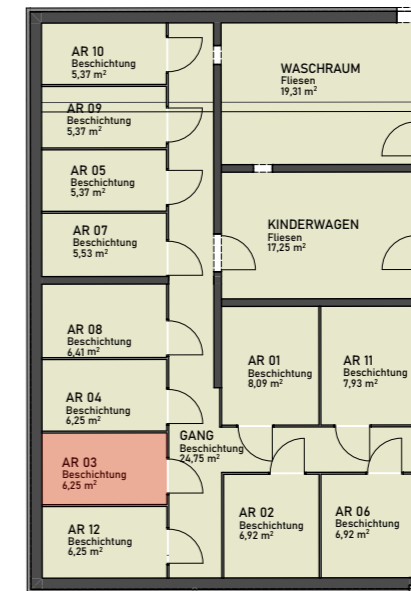 AR 10
Beschichtung
5,37 m²
AR 09
Beschichtung
5,37 m²
AR 05
Beschichtung
5,37 m²
AR 07
Beschichtung
5,53 m²
AR 08
Beschichtung
6,41 m²
AR 04
Beschichtung
6,25 m²
AR 03
Beschichtung
6,25 m²
AR 12
Beschichtung
6,25 m²
WASCHRAUM
Fliesen
19,31 m²
KINDERWAGEN
Fliesen
17,25 m²
AR 01
Beschichtung
8,09 m²
AR 11
Beschichtung
7,93 m²
GANG
Beschichtung
24,75 m²
AR 02
Beschichtung
6,92 m²
AR 06
Beschichtung
6,92 m²